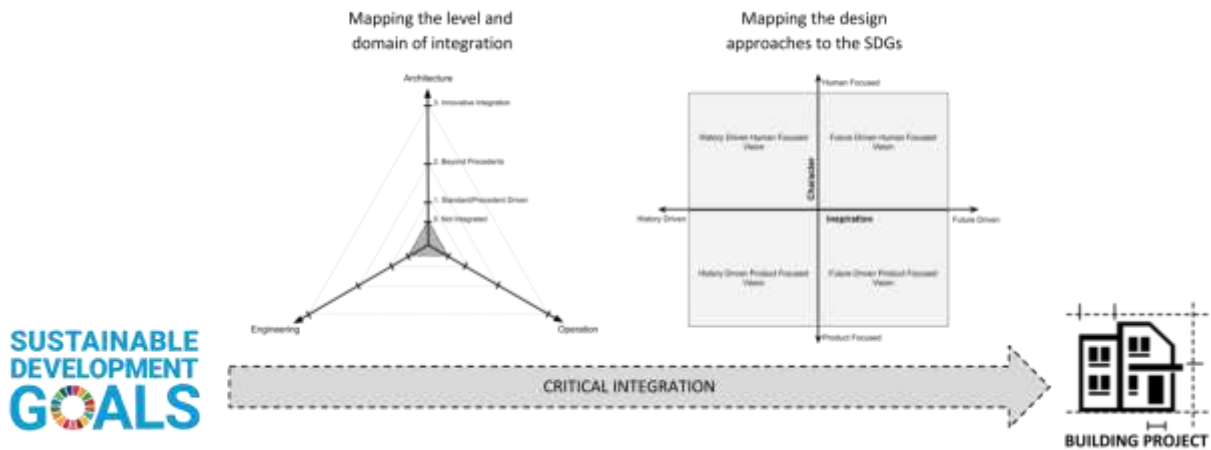 Mapping the level and
domain of integration
Mapping the design
approaches to the SDGs
Architecture
3. Innovative Integration
2. Beyond Precedents
1. Standard/Precedent Driven
0. Not Integrated
Engineering
Operation
Human Focused
History Driven Human Focused
Vision
Future Driven Human Focused
Vision
Character
History Driven
Inspiration
Future Driven
History Driven Product Focused
Vision
Future Driven Product Focused
Vision
Product Focused
SUSTAINABLE
DEVELOPMENT
GOALS
CRITICAL INTEGRATION
BUILDING PROJECT